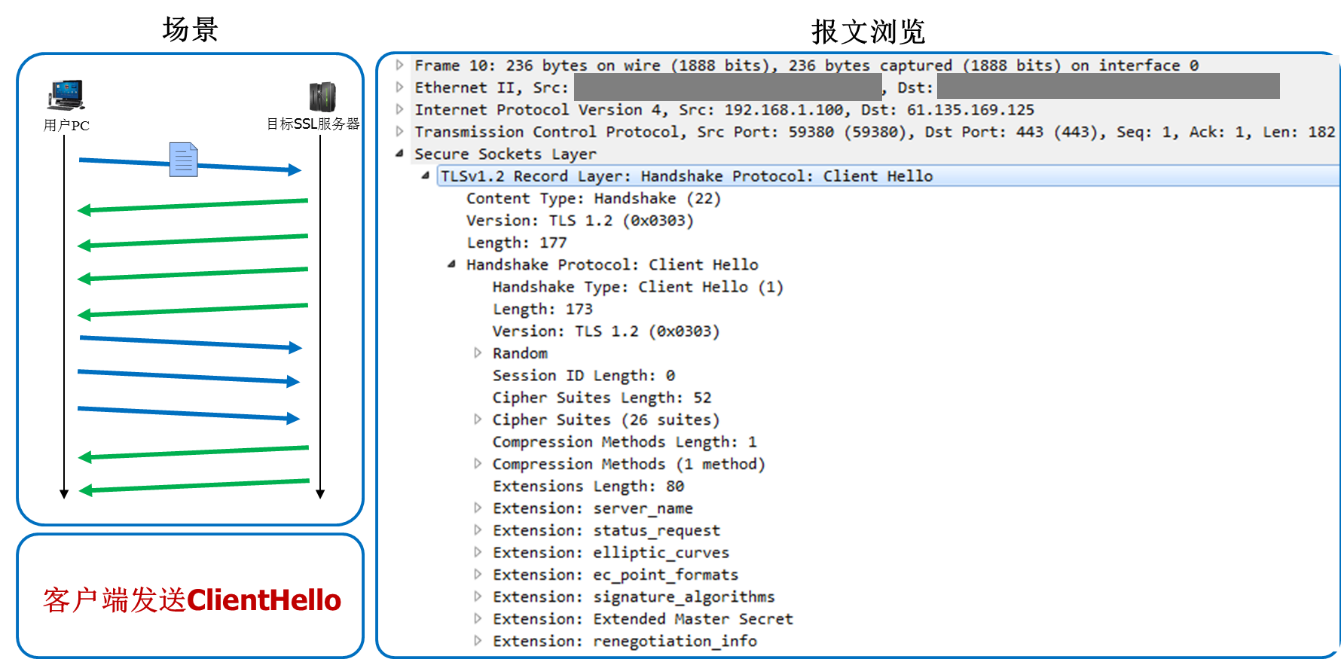 场景
用户PC
目标SSL服务器
客户端发送ClientHello
报文浏览
Frame 10: 236 bytes on wire (1888 bits), 236 bytes captured (1888 bits) on interface 0
Ethernet II, Src: , Dst:
Internet Protocol Version 4, Src: 192.168.1.100, Dst: 61.135.169.125
Transmission Control Protocol, Src Port: 59380 (59380), Dst Port: 443 (443), Seq: 1, Ack: 1, Len: 182
Secure Sockets Layer
TLSv1.2 Record Layer: Handshake Protocol: Client Hello
Content Type: Handshake (22)
Version: TLS 1.2 (0x0303)
Length: 177
Handshake Protocol: Client Hello
Handshake Type: Client Hello (1)
Length: 173
Version: TLS 1.2 (0x0303)
Random
Session ID Length: 0
Cipher Suites Length: 52
Cipher Suites (26 suites)
Compression Methods Length: 1
Compression Methods (1 method)
Extensions Length: 80
Extension: server_name
Extension: status_request
Extension: elliptic_curves
Extension: ec_point_formats
Extension: signature_algorithms
Extension: Extended Master Secret
Extension: renegotiation_info